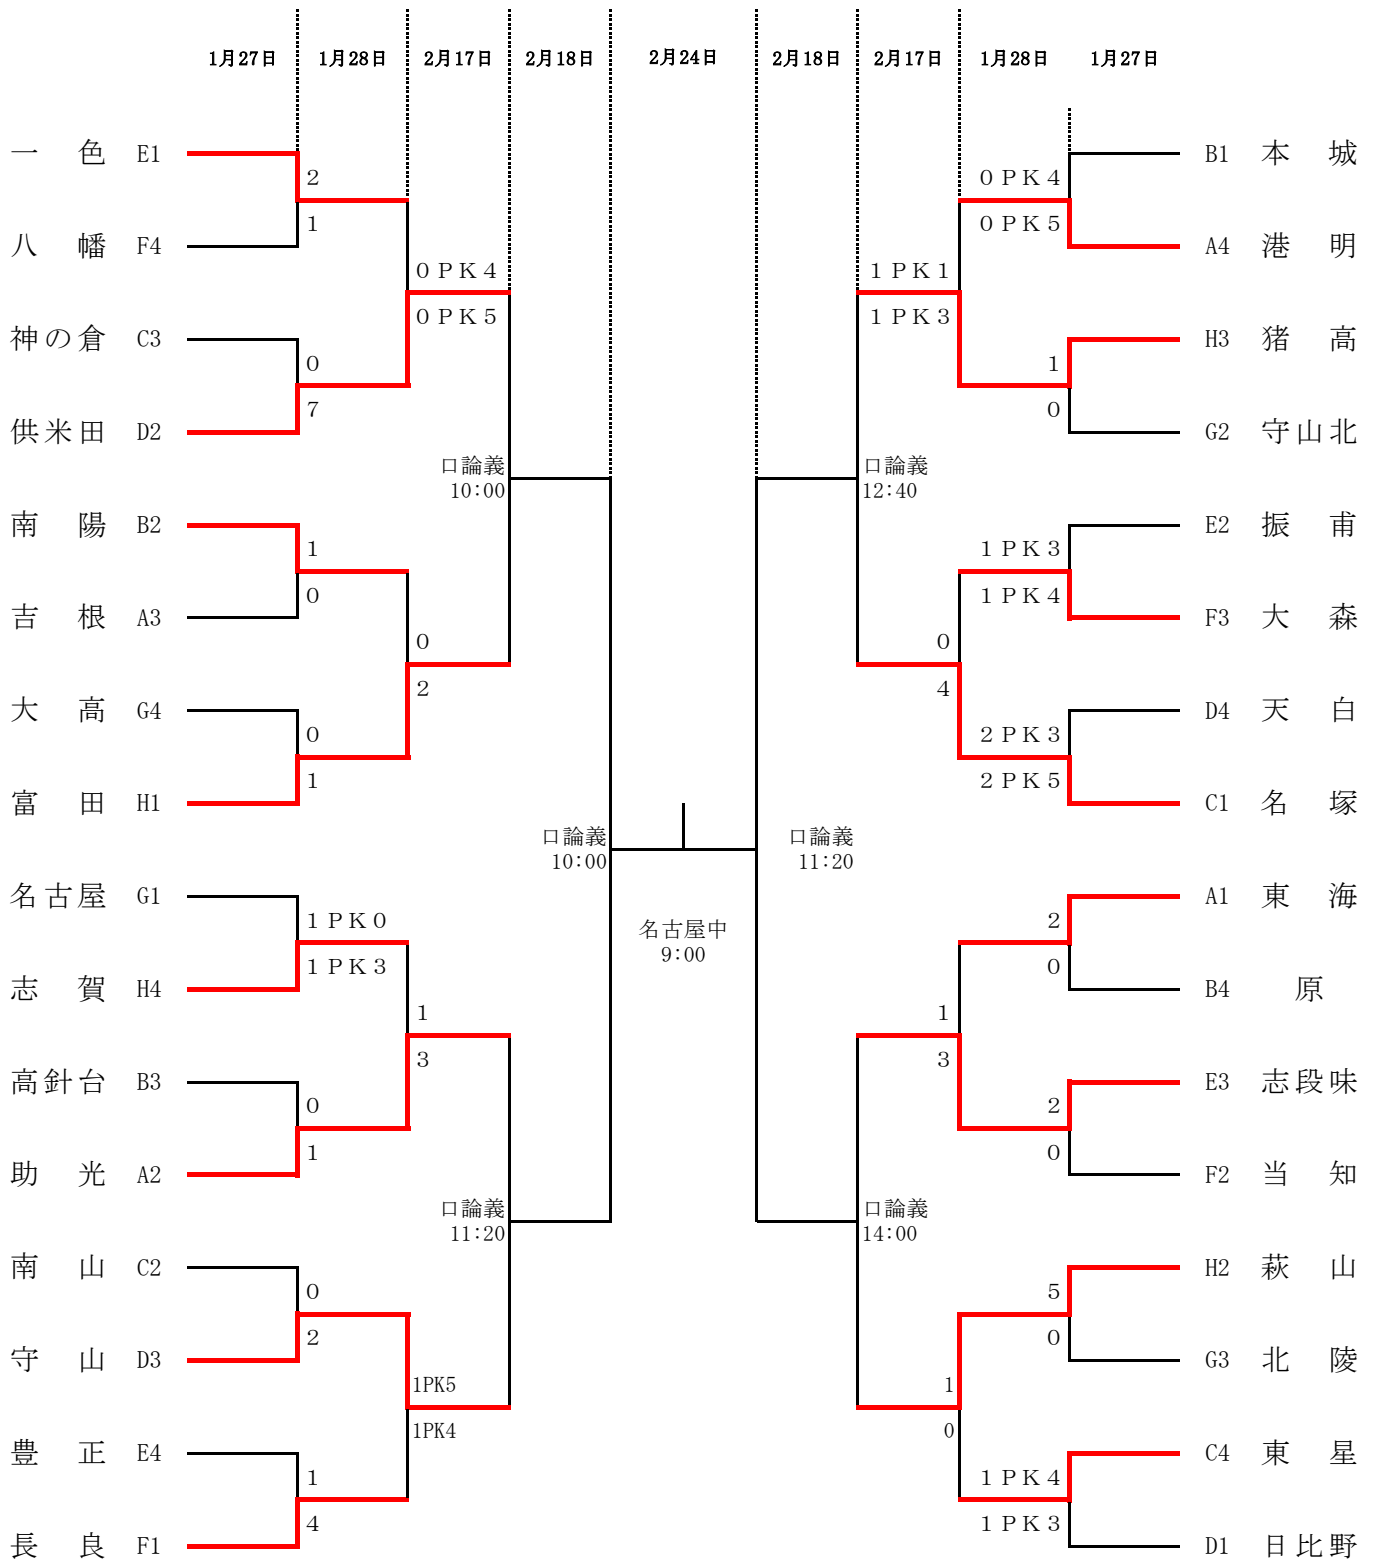 1月27日 1月28日 2月17日 2月18日 2月24日 2月18日 2月17日 1月28日 1月27日
一色 E1
2
1
八幡 F4
0PK4
0PK5
神の倉 C3
0
7
供米田 D2
口論義
10:00
南陽 B2
1
0
吉根 A3
0
2
大高 G4
0
1
富田 H1
口論義
10:00
名古屋 G1
1PK0
1PK3
志賀 H4
1
3
高針台 B3
0
1
助光 A2
口論義
11:20
南山 C2
0
2
守山 D3
1PK5
1PK4
豊正 E4
1
4
長良 F1
名古屋中
9:00
B1 本城
0PK4
0PK5
A4 港明
1PK1
1PK3
H3 猪高
1
0
G2 守山北
口論義
12:40
E2 振甫
1PK3
1PK4
F3 大森
0
4
D4 天白
2PK3
2PK5
C1 名塚
口論義
11:20
A1 東海
2
0
B4 原
1
3
E3 志段味
2
0
F2 当知
口論義
14:00
H2 萩山
5
0
G3 北陵
1
0
C4 東星
1PK4
1PK3
D1 日比野